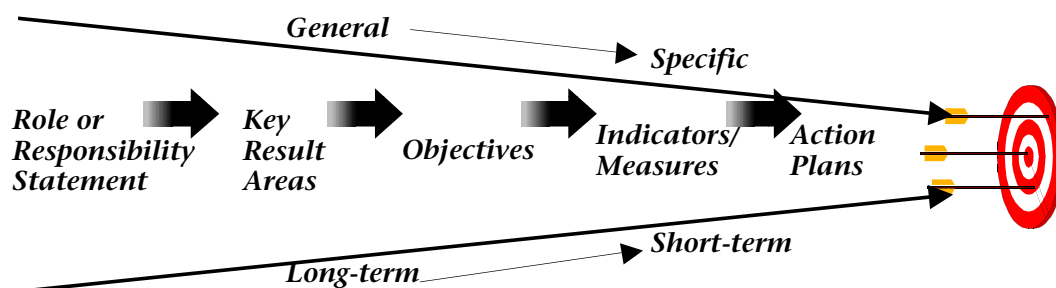 General
Specific
Role or
Responsibility
Statement
Key
Result
Areas
Objectives
Indicators/
Measures
Action
Plans
Short-term
Long-term